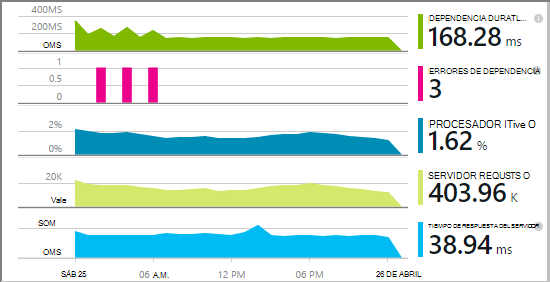 400MS
200MS
OMS
DEPENDENCIA DURATL...
168.28 ms
1
0.5
0
ERRORES DE DEPENDENCIA
3
2%
0%
PROCESADOR ITive O
1.62 %
20K
Vale
SERVIDOR REQUSTS O
403.96 K
SOM
OMS
TIEMPO DE RESPUESTA DEL SERVIDOR
38.94 ms
SÁB 25
06 A.M.
12 PM
06 PM
26 DE ABRIL